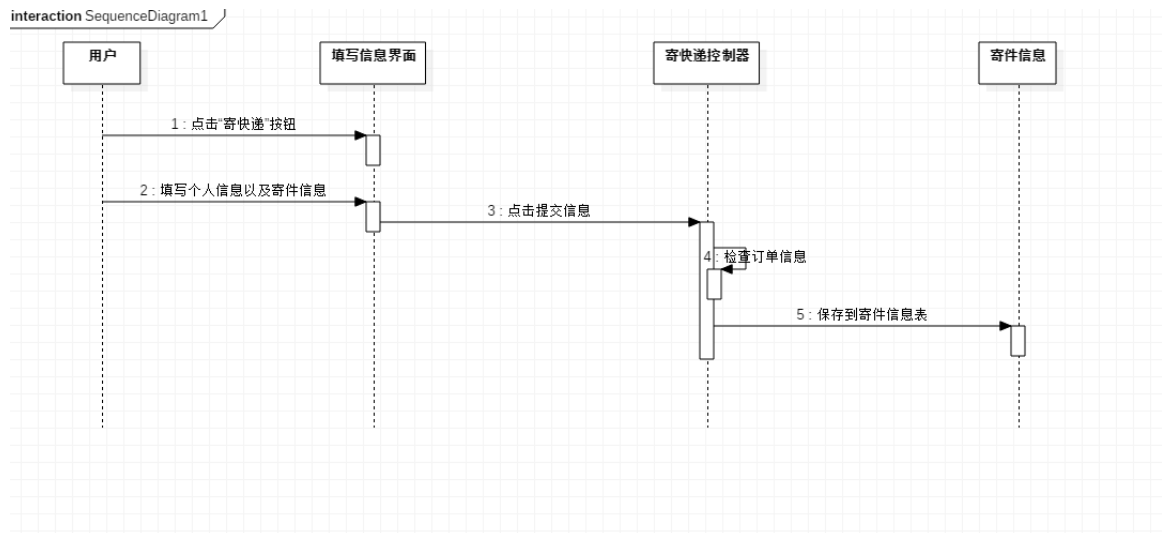 interaction SequenceDiagram1
用户
填写信息界面
寄快递控制器
寄件信息
1 : 点击“寄快递”按钮
2 : 填写个人信息以及寄件信息
3 : 点击提交信息
4 : 检查订单信息
5 : 保存到寄件信息表